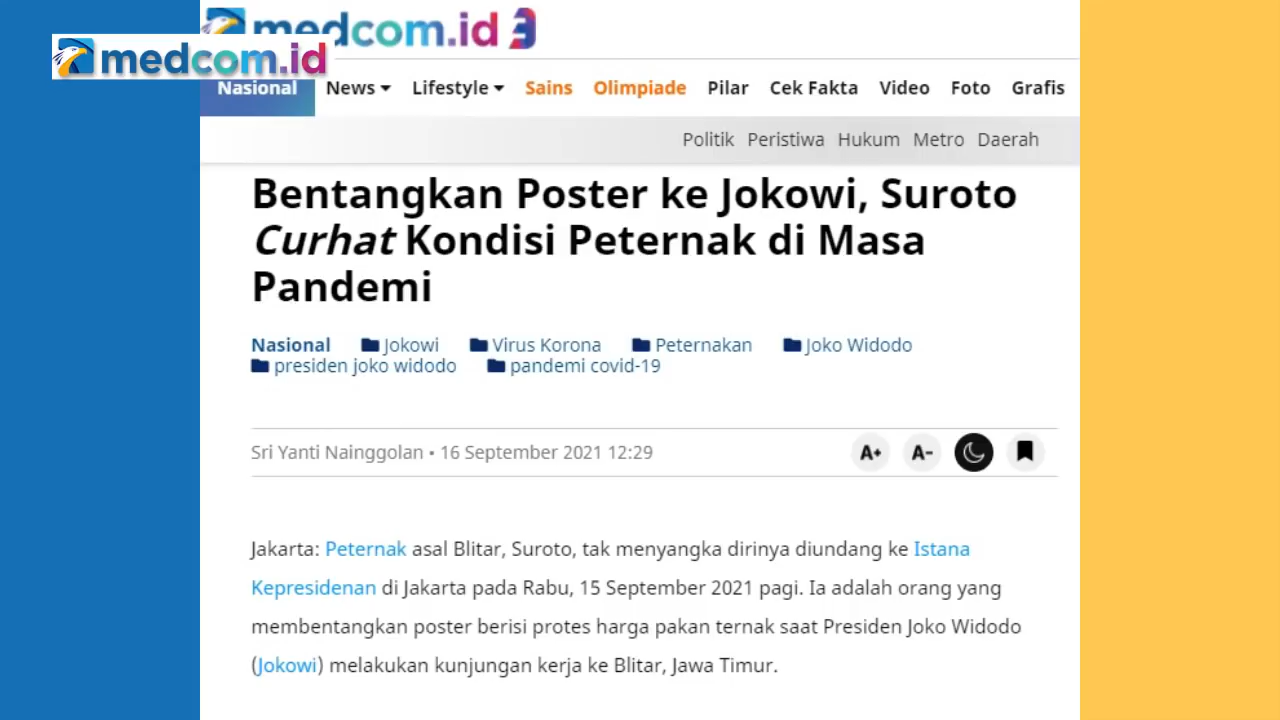 medcom.id
medcom.id
Nasional News Lifestyle Sains Olimpiade Pilar Cek Fakta Video Foto Grafis
Politik Peristiwa Hukum Metro Daerah
Bentangkan Poster ke Jokowi, Suroto
Curhat Kondisi Peternak di Masa
Pandemi
Nasional Jokowi Virus Korona Peternakan Joko Widodo
presiden joko widodo pandemi covid-19
Sri Yanti Nainggolan • 16 September 2021 12:29 A+ A-
Jakarta: Peternak asal Blitar, Suroto, tak menyangka dirinya diundang ke Istana
Kepresidenan di Jakarta pada Rabu, 15 September 2021 pagi. Ia adalah orang yang
membentangkan poster berisi protes harga pakan ternak saat Presiden Joko Widodo
(Jokowi) melakukan kunjungan kerja ke Blitar, Jawa Timur.